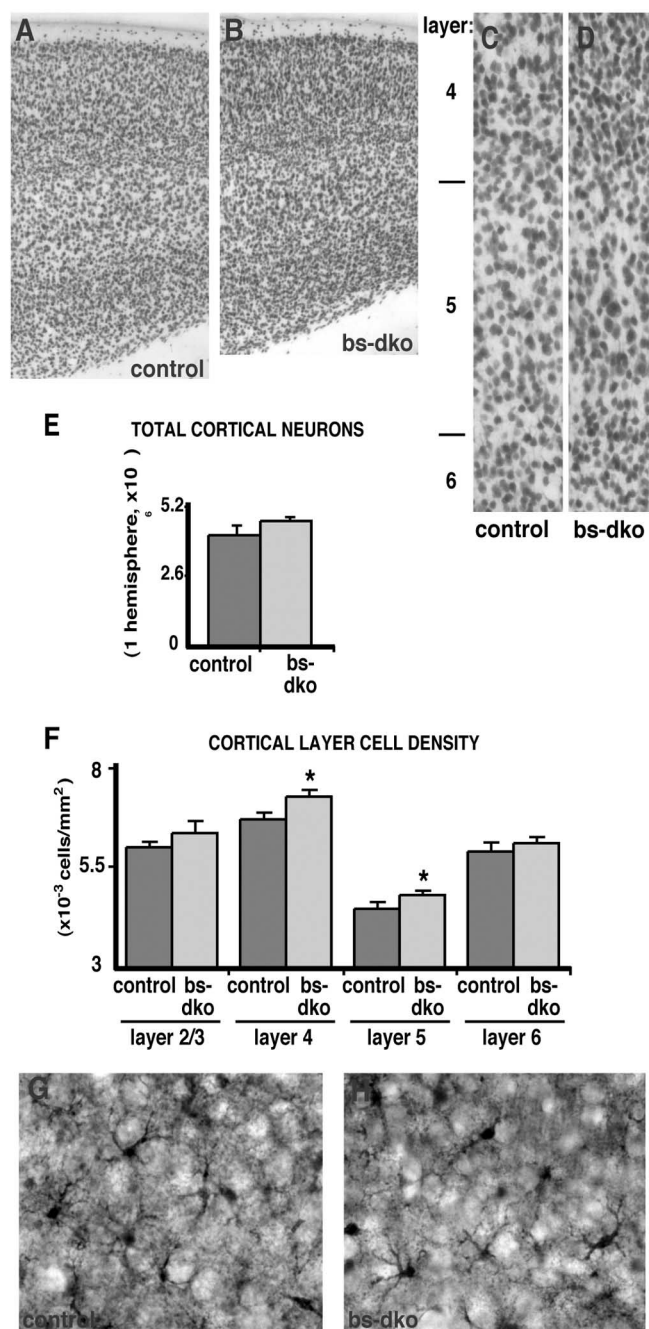 A
B
layer:
C
D
4
5
6
control
bs-dko
control
bs-dko
E
TOTAL CORTICAL NEURONS
(1 hemisphere, x10
6
)
5.2
2.6
0
control
bs-
dko
F
CORTICAL LAYER CELL DENSITY
(x10⁻³ cells/mm²)
8
5.5
3
*
*
control bs-
dko
control bs-
dko
control bs-
dko
control bs-
dko
layer 2/3
layer 4
layer 5
layer 6
G
H
control
bs-dko